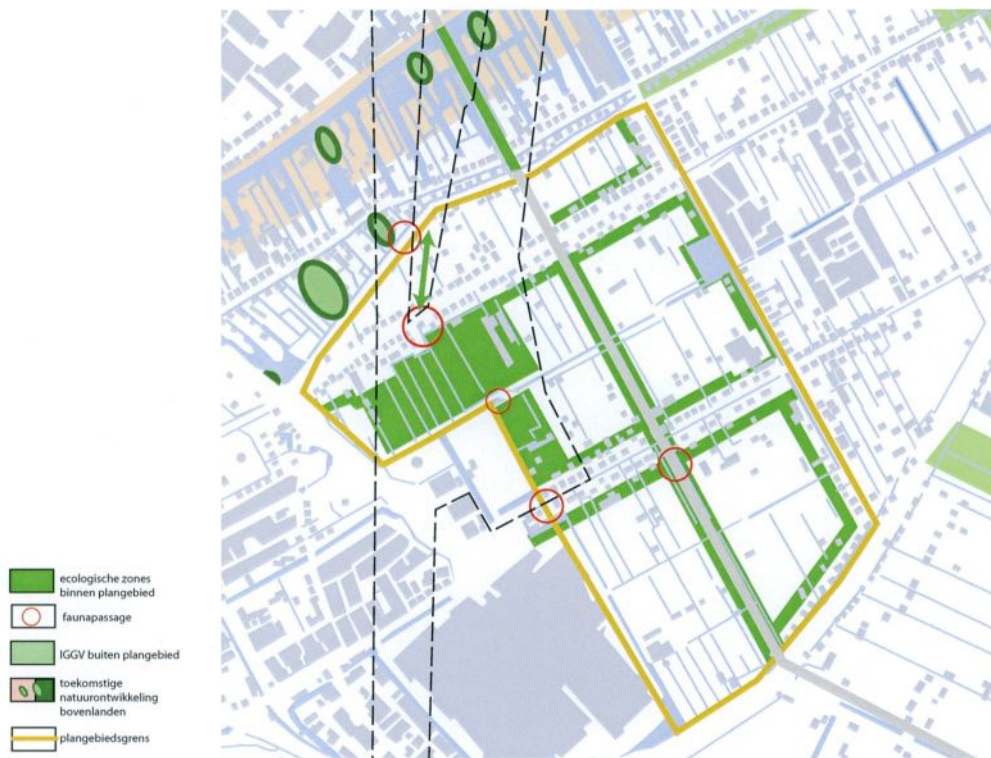 ecologische zones
binnen plangebied
faunapassage
IGGV buiten plangebied
toekomstige
natuurontwikkeling
bovenlanden
plangebiedsgrens